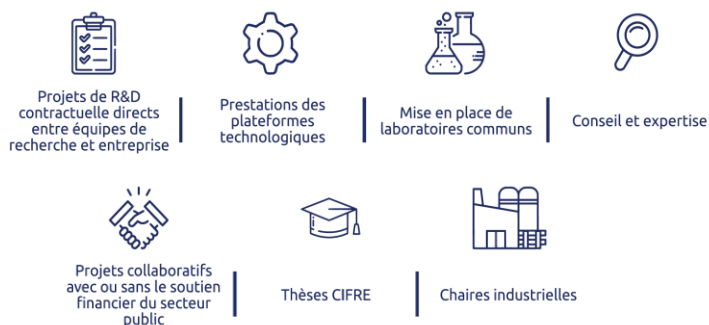 Projets de R&D
contractuelle directs
entre équipes de
recherche et entreprise
Prestations des
plateformes
technologiques
Mise en place de
laboratoires communs
Conseil et expertise
Projets collaboratifs
avec ou sans le soutien
financier du secteur
public
Thèses CIFRE
Chaires industrielles